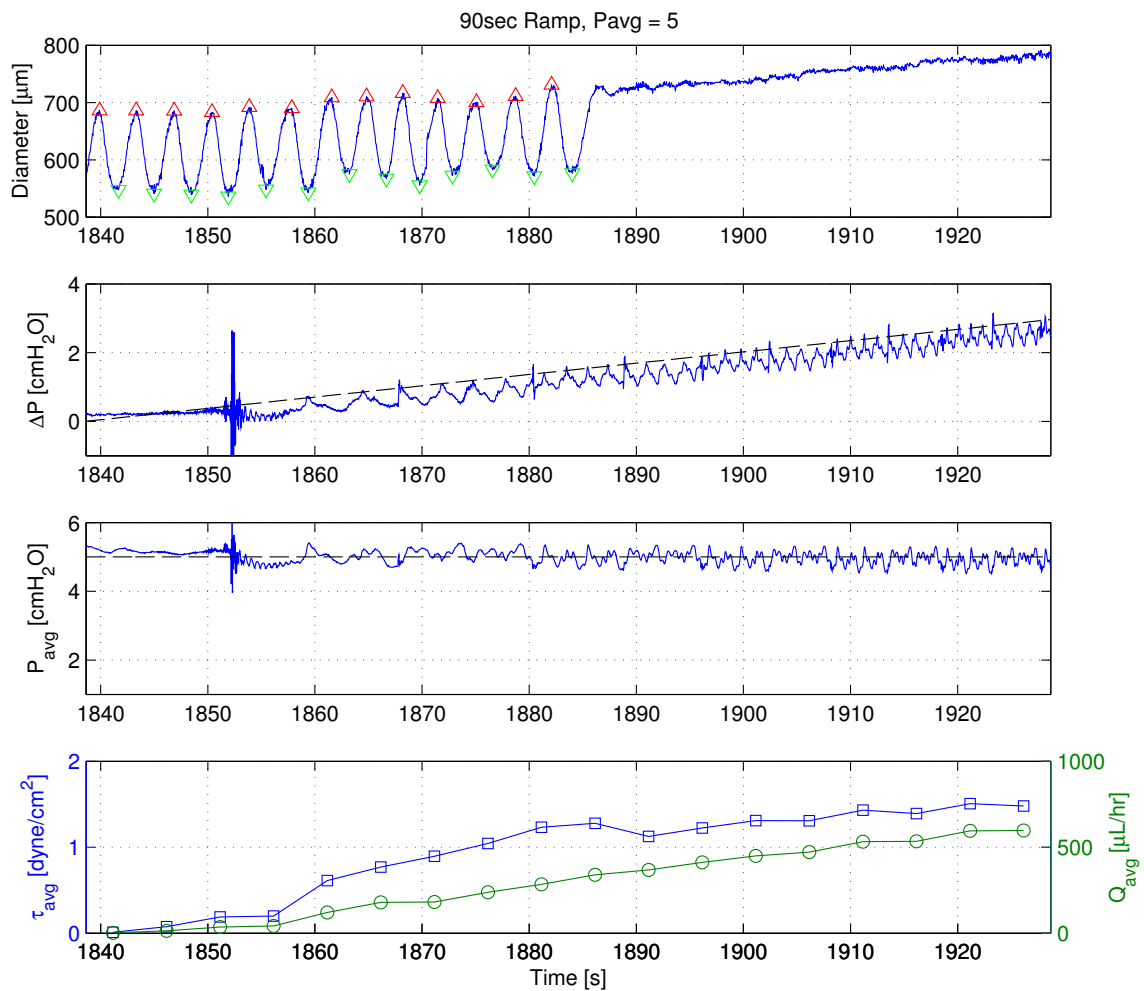 90sec Ramp, Pavg = 5
Diameter [μm]
800
700
600
500
1840 1850 1860 1870 1880 1890 1900 1910 1920
ΔP [cmH2O]
4
2
0
1840 1850 1860 1870 1880 1890 1900 1910 1920
Pavg [cmH2O]
6
4
2
1840 1850 1860 1870 1880 1890 1900 1910 1920
τavg [dyne/cm2]
2
1
0
1000
500
0
Qavg [μL/hr]
1840 1850 1860 1870 1880 1890 1900 1910 1920
Time [s]